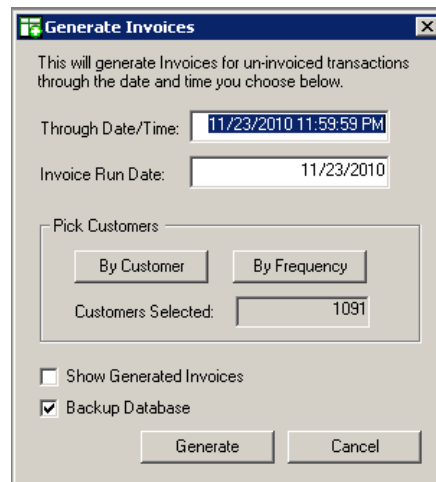 Generate Invoices
This will generate Invoices for un-invoiced transactions
through the date and time you choose below.
Through Date/Time: 11/23/2010 11:59:59 PM
Invoice Run Date: 11/23/2010
Pick Customers
By Customer By Frequency
Customers Selected: 1091
Show Generated Invoices
Backup Database
Generate Cancel